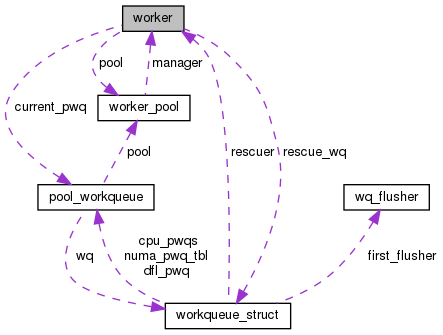 worker
pool
manager
current_pwq
worker_pool
pool
rescuer
rescue_wq
pool_workqueue
wq_flusher
cpu_pwqs
numa_pwq_tbl
dfl_pwq
wq
first_flusher
workqueue_struct